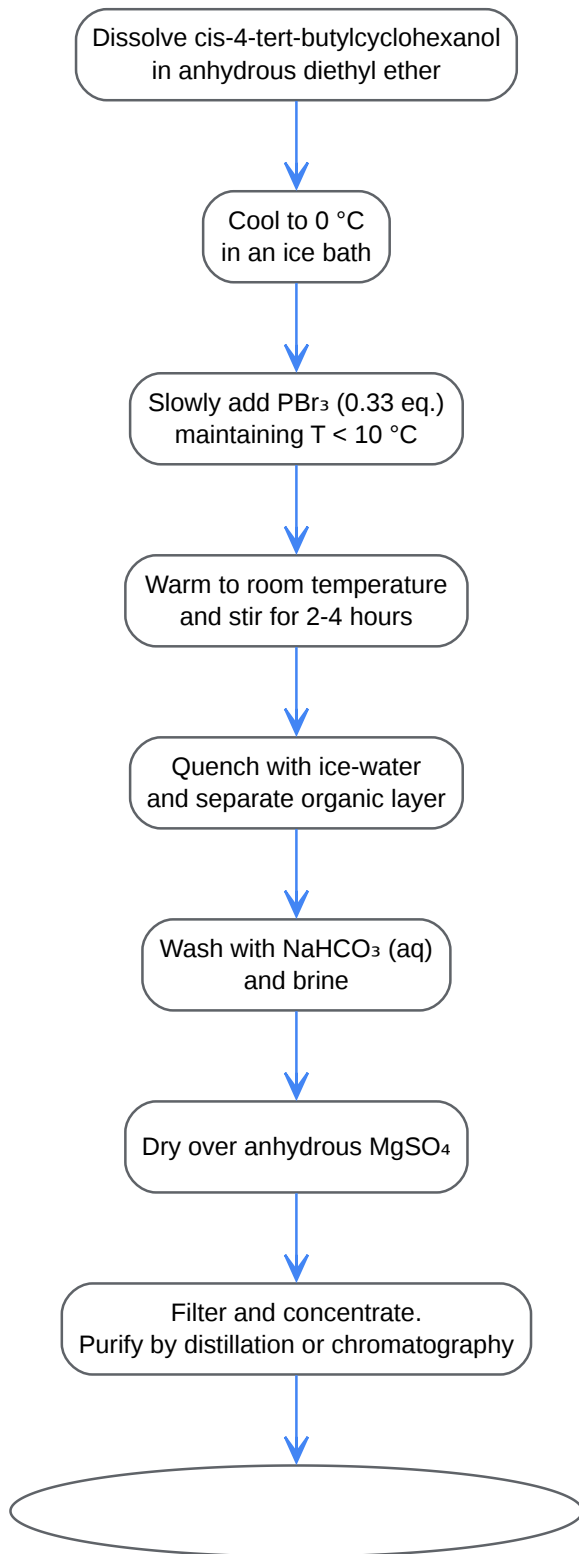 Dissolve cis-4-tert-butylcyclohexanol
in anhydrous diethyl ether
Cool to 0 °C
in an ice bath
Slowly add PBr₃ (0.33 eq.)
maintaining T < 10 °C
Warm to room temperature
and stir for 2-4 hours
Quench with ice-water
and separate organic layer
Wash with NaHCO₃ (aq)
and brine
Dry over anhydrous MgSO₄
Filter and concentrate.
Purify by distillation or chromatography